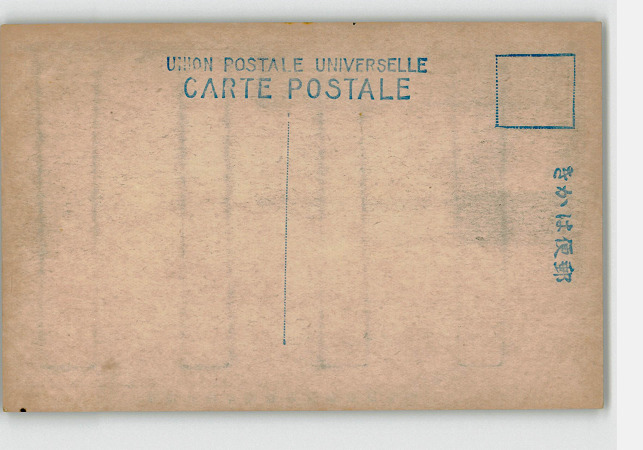 UNION POSTALE UNIVERSELLE
CARTE POSTALE
きかは便郵